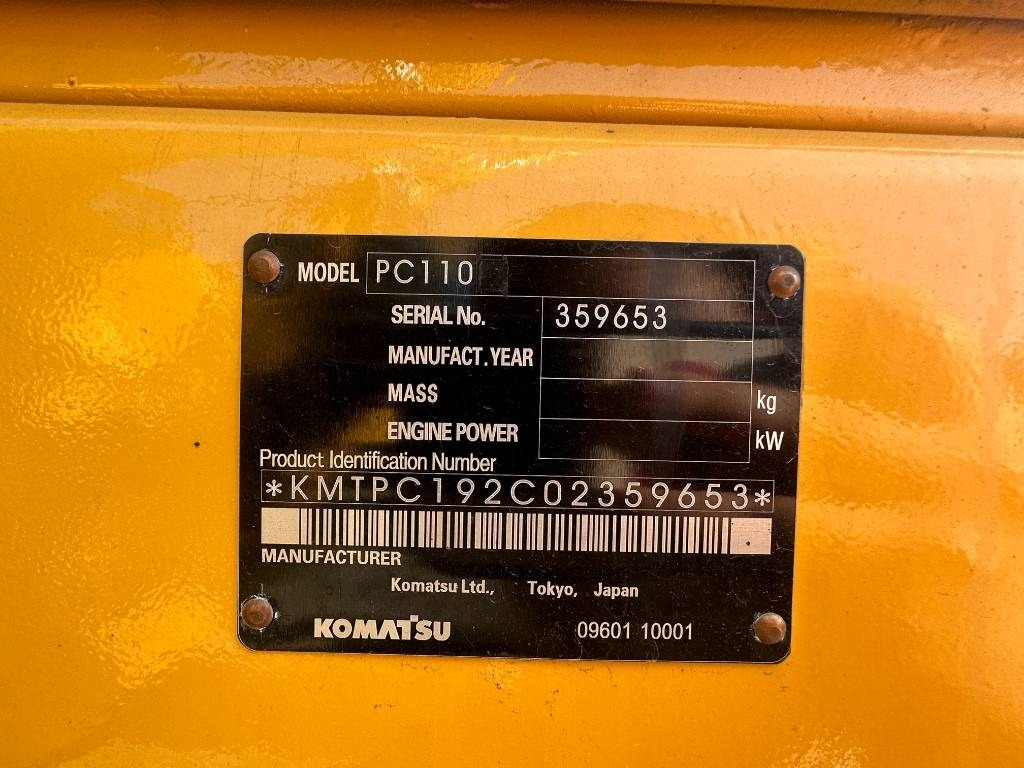 MODEL PC110
SERIAL No. 359653
MANUFACT. YEAR
MASS kg
ENGINE POWER kW
Product Identification Number
*KMTPC192C02359653*
MANUFACTURER
Komatsu Ltd., Tokyo, Japan
KOMATSU 09601 10001